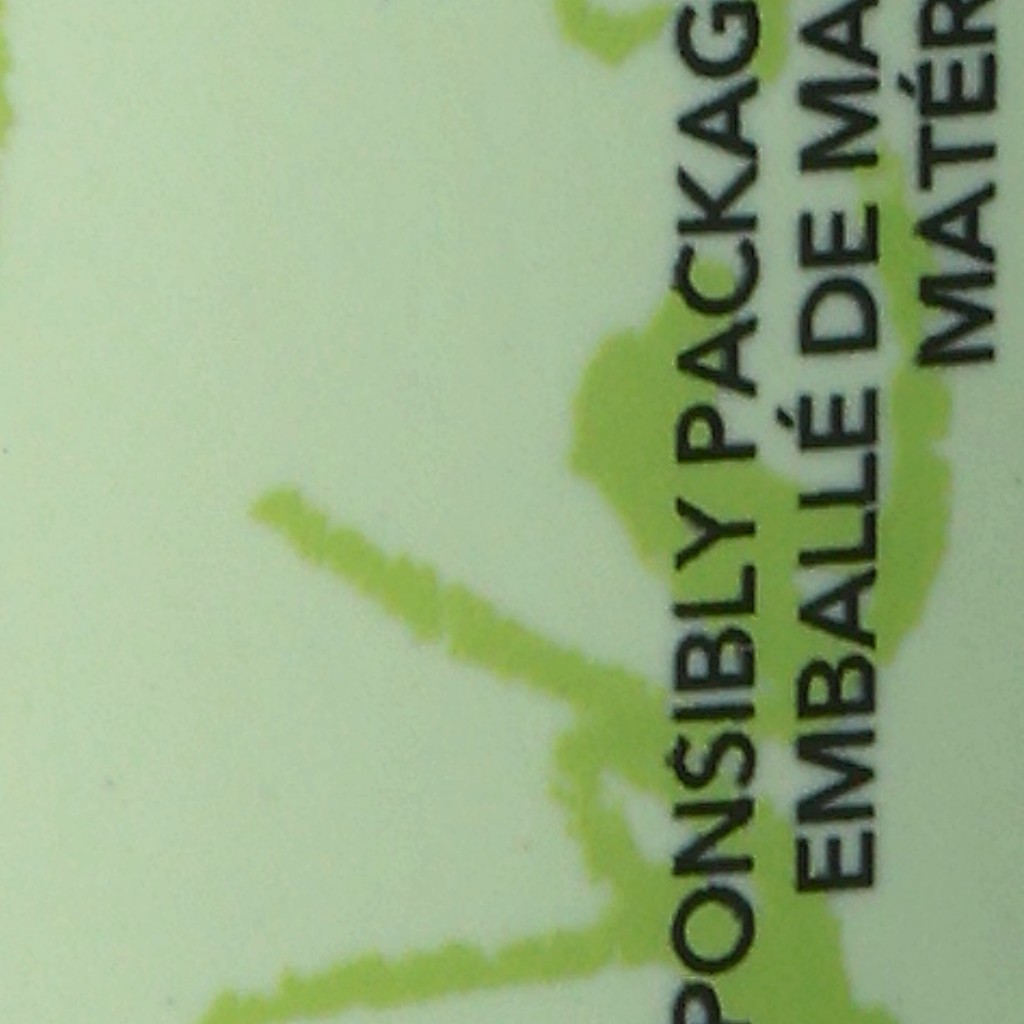 PONSIBLY PACKAG
EMBALLÉ DE MA
MATÉR